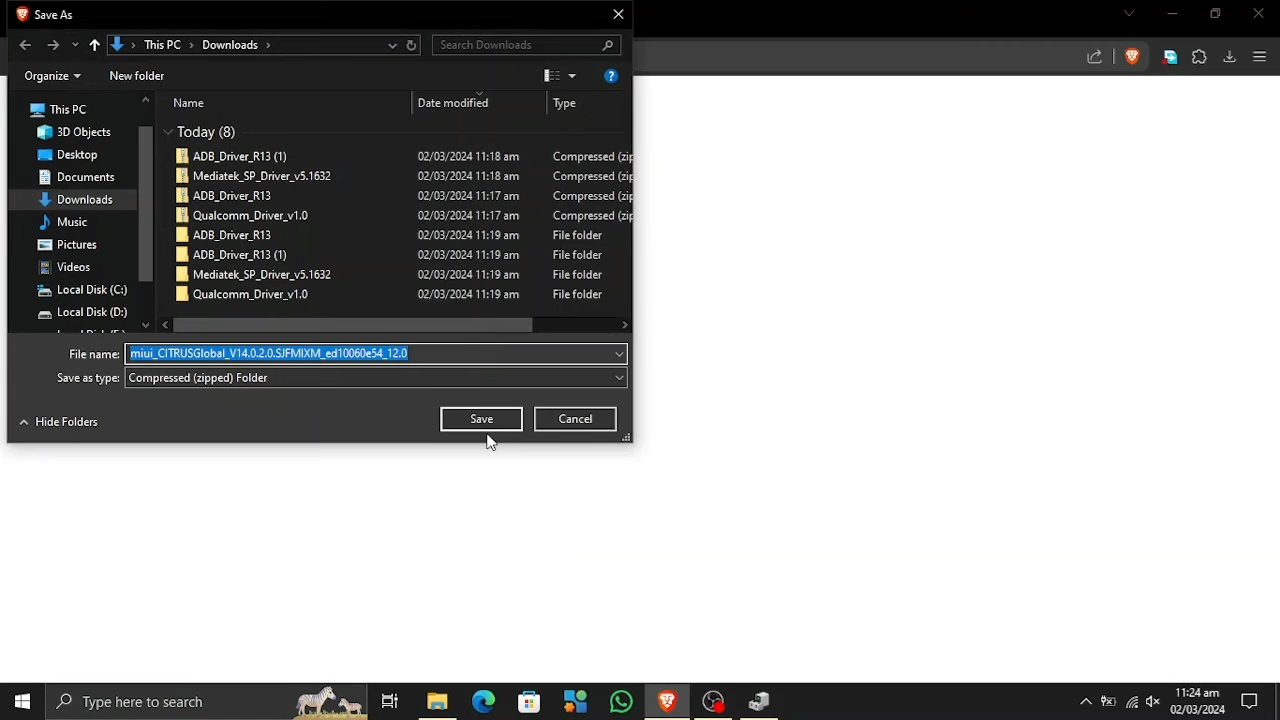 Save As
This PC
Downloads
Search Downloads
Organize
New folder
?
This PC
3D Objects
Desktop
Documents
Downloads
Music
Pictures
Videos
Local Disk (C:)
Local Disk (D:)
Name
Date modified
Type
Today (8)
ADB_Driver_R13 (1) 02/03/2024 11:18 am Compressed (zip
Mediatek_SP_Driver_v5.1632 02/03/2024 11:18 am Compressed (zip
ADB_Driver_R13 02/03/2024 11:17 am Compressed (zip
Qualcomm_Driver_v1.0 02/03/2024 11:17 am Compressed (zip
ADB_Driver_R13 02/03/2024 11:19 am File folder
ADB_Driver_R13 (1) 02/03/2024 11:19 am File folder
Mediatek_SP_Driver_v5.1632 02/03/2024 11:19 am File folder
Qualcomm_Driver_v1.0 02/03/2024 11:19 am File folder
File name: miui_CITRUSGlobal_V14.0.2.0.SJFMIXM_ed10060e54_12.0
Save as type: Compressed (zipped) Folder
Hide Folders
Save
Cancel
Type here to search
11:24 am
02/03/2024